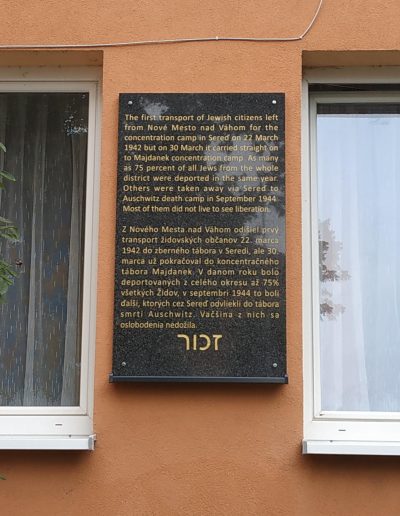 The first transport of Jewish citizens left
from Nové Mesto nad Váhom for the
concentration camp in Sereď on 22 March
1942 but on 30 March it carried straight on
to Majdanek concentration camp. As many
as 75 percent of all Jews from the whole
district were deported in the same year.
Others were taken away via Sereď to
Auschwitz death camp in September 1944.
Most of them did not live to see liberation.
Z Nového Mesta nad Váhom odišiel prvý
transport židovských občanov 22. marca
1942 do zberného tábora v Seredi, ale 30.
marca už pokračoval do koncentračného
tábora Majdanek. V danom roku bolo
deportovaných z celého okresu až 75%
všetkých Židov, v septembri 1944 to boli
ďalší, ktorých cez Sereď odvliekli do tábora
smrti Auschwitz. Väčšina z nich sa
oslobodenia nedožila.
זכור